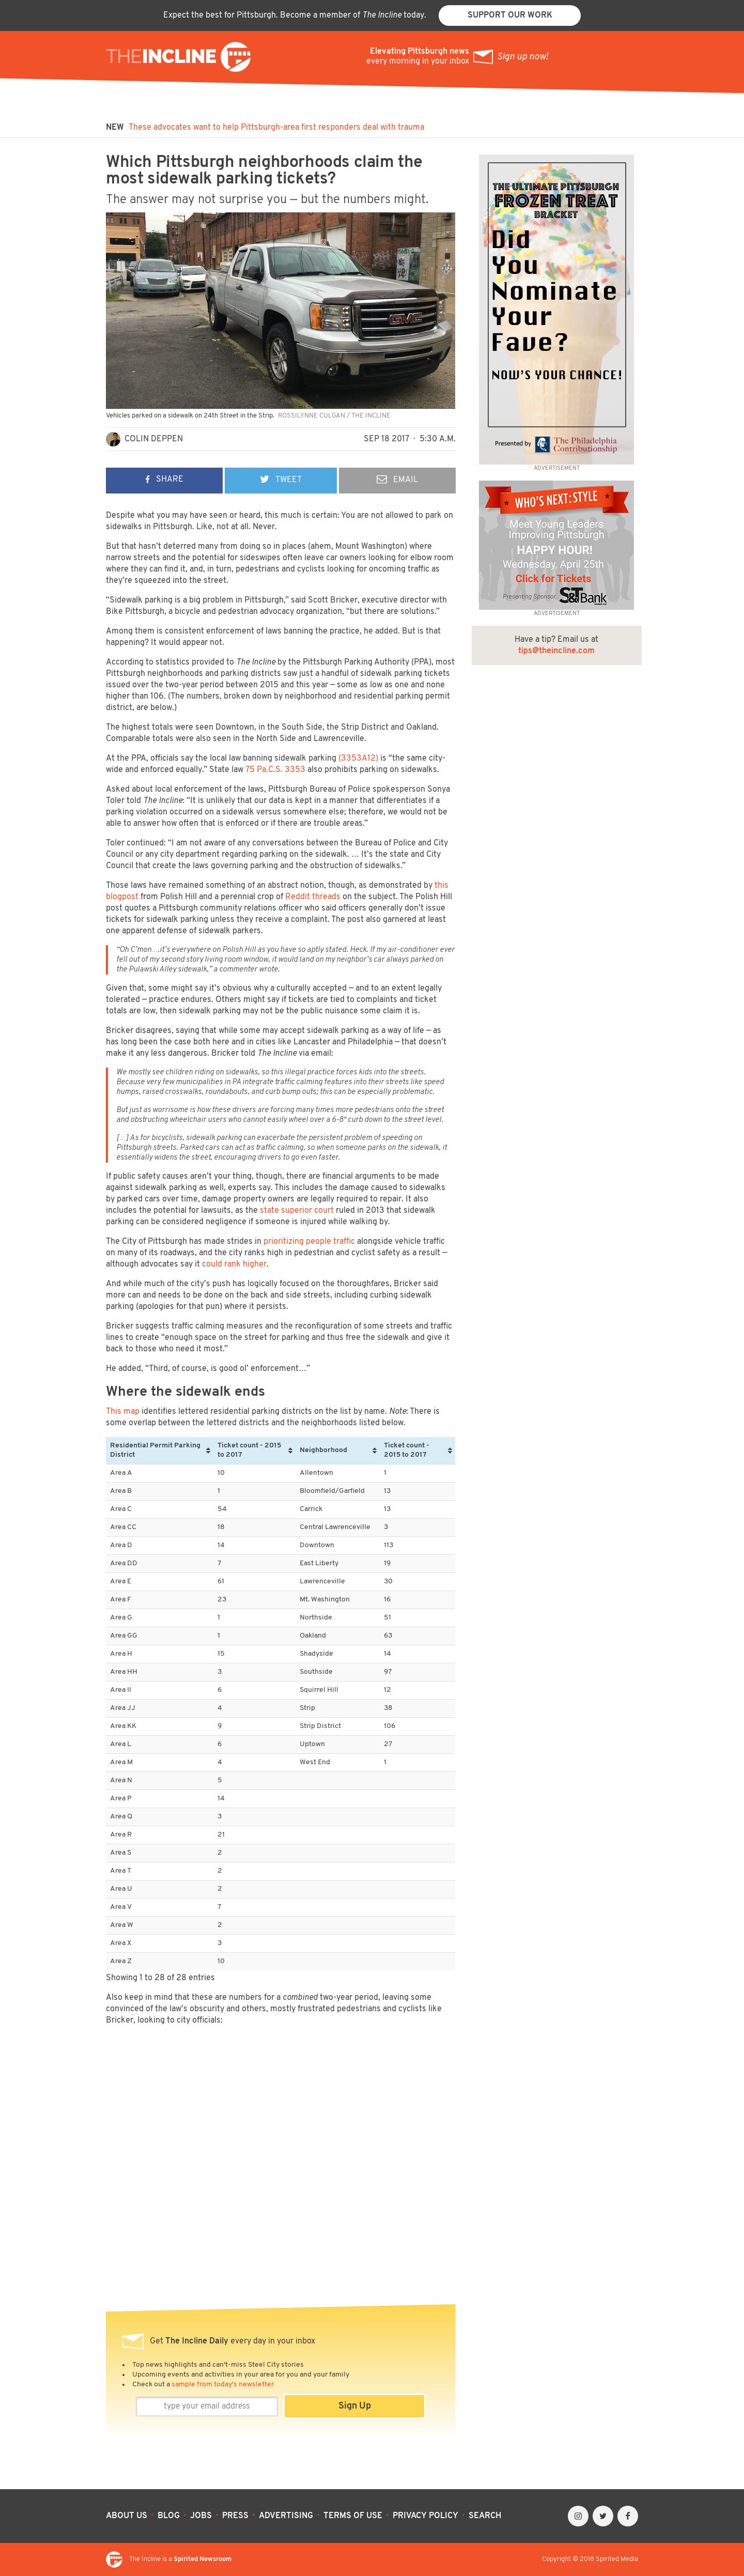 Expect the best for Pittsburgh. Become a member of The Incline today.
SUPPORT OUR WORK
THEINCLINE
Elevating Pittsburgh news
every morning in your inbox
Sign up now!
NEW These advocates want to help Pittsburgh-area first responders deal with trauma
Which Pittsburgh neighborhoods claim the
most sidewalk parking tickets?
The answer may not surprise you — but the numbers might.
GMC
Vehicles parked on a sidewalk on 24th Street in the Strip. ROSSILYNNE CULGAN / THE INCLINE
COLIN DEPPEN
SEP 18 2017 · 5:30 A.M.
SHARE
TWEET
EMAIL
Despite what you may have seen or heard, this much is certain: You are not allowed to park on
sidewalks in Pittsburgh. Like, not at all. Never.
But that hasn't deterred many from doing so in places (ahem, Mount Washington) where
narrow streets and the potential for sideswipes often leave car owners looking for elbow room
where they can find it, and, in turn, pedestrians and cyclists looking for oncoming traffic as
they're squeezed into the street.
“Sidewalk parking is a big problem in Pittsburgh,” said Scott Bricker, executive director with
Bike Pittsburgh, a bicycle and pedestrian advocacy organization, “but there are solutions.”
Among them is consistent enforcement of laws banning the practice, he added. But is that
happening? It would appear not.
According to statistics provided to The Incline by the Pittsburgh Parking Authority (PPA), most
Pittsburgh neighborhoods and parking districts saw just a handful of sidewalk parking tickets
issued over the two-year period between 2015 and this year — some as low as one and none
higher than 106. (The numbers, broken down by neighborhood and residential parking permit
district, are below.)
The highest totals were seen Downtown, in the South Side, the Strip District and Oakland.
Comparable totals were also seen in the North Side and Lawrenceville.
At the PPA, officials say the local law banning sidewalk parking (3353A12) is “the same city-
wide and enforced equally.” State law 75 Pa.C.S. 3353 also prohibits parking on sidewalks.
Asked about local enforcement of the laws, Pittsburgh Bureau of Police spokesperson Sonya
Toler told The Incline: “It is unlikely that our data is kept in a manner that differentiates if a
parking violation occurred on a sidewalk versus somewhere else; therefore, we would not be
able to answer how often that is enforced or if there are trouble areas.”
Toler continued: “I am not aware of any conversations between the Bureau of Police and City
Council or any city department regarding parking on the sidewalk. … It's the state and City
Council that create the laws governing parking and the obstruction of sidewalks.”
Those laws have remained something of an abstract notion, though, as demonstrated by this
blogpost from Polish Hill and a perennial crop of Reddit threads on the subject. The Polish Hill
post quotes a Pittsburgh community relations officer who said officers generally don't issue
tickets for sidewalk parking unless they receive a complaint. The post also garnered at least
one apparent defense of sidewalk parkers.
“Oh C'mon….it's everywhere on Polish Hill as you have so aptly stated. Heck. If my air-conditioner ever
fell out of my second story living room window, it would land on my neighbor's car always parked on
the Pulawski Alley sidewalk,” a commenter wrote.
Given that, some might say it's obvious why a culturally accepted — and to an extent legally
tolerated — practice endures. Others might say if tickets are tied to complaints and ticket
totals are low, then sidewalk parking may not be the public nuisance some claim it is.
Bricker disagrees, saying that while some may accept sidewalk parking as a way of life — as
has long been the case both here and in cities like Lancaster and Philadelphia — that doesn't
make it any less dangerous. Bricker told The Incline via email:
We mostly see children riding on sidewalks, so this illegal practice forces kids into the streets.
Because very few municipalities in PA integrate traffic calming features into their streets like speed
humps, raised crosswalks, roundabouts, and curb bump outs; this can be especially problematic.
But just as worrisome is how these drivers are forcing many times more pedestrians onto the street
and obstructing wheelchair users who cannot easily wheel over a 6-8″ curb down to the street level.
[…] As for bicyclists, sidewalk parking can exacerbate the persistent problem of speeding on
Pittsburgh streets. Parked cars can act as traffic calming, so when someone parks on the sidewalk, it
essentially widens the street, encouraging drivers to go even faster.
If public safety causes aren't your thing, though, there are financial arguments to be made
against sidewalk parking as well, experts say. This includes the damage caused to sidewalks
by parked cars over time, damage property owners are legally required to repair. It also
includes the potential for lawsuits, as the state superior court ruled in 2013 that sidewalk
parking can be considered negligence if someone is injured while walking by.
The City of Pittsburgh has made strides in prioritizing people traffic alongside vehicle traffic
on many of its roadways, and the city ranks high in pedestrian and cyclist safety as a result —
although advocates say it could rank higher.
And while much of the city's push has logically focused on the thoroughfares, Bricker said
more can and needs to be done on the back and side streets, including curbing sidewalk
parking (apologies for that pun) where it persists.
Bricker suggests traffic calming measures and the reconfiguration of some streets and traffic
lines to create “enough space on the street for parking and thus free the sidewalk and give it
back to those who need it most.”
He added, “Third, of course, is good ol' enforcement…”
Where the sidewalk ends
This map identifies lettered residential parking districts on the list by name. Note: There is
some overlap between the lettered districts and the neighborhoods listed below.
Residential Permit Parking District | Ticket count - 2015 to 2017 | Neighborhood | Ticket count - 2015 to 2017
Area A 10 Allentown 1
Area B 1 Bloomfield/Garfield 13
Area C 54 Carrick 13
Area CC 18 Central Lawrenceville 3
Area D 14 Downtown 113
Area DD 7 East Liberty 19
Area E 61 Lawrenceville 30
Area F 23 Mt. Washington 16
Area G 1 Northside 51
Area GG 1 Oakland 63
Area H 15 Shadyside 14
Area HH 3 Southside 97
Area II 6 Squirrel Hill 12
Area JJ 4 Strip 38
Area KK 9 Strip District 106
Area L 6 Uptown 27
Area M 4 West End 1
Area N 5
Area P 14
Area Q 3
Area R 21
Area S 2
Area T 2
Area U 2
Area V 7
Area W 2
Area X 3
Area Z 10
Showing 1 to 28 of 28 entries
Also keep in mind that these are numbers for a combined two-year period, leaving some
convinced of the law's obscurity and others, mostly frustrated pedestrians and cyclists like
Bricker, looking to city officials:
THE ULTIMATE PITTSBURGH
FROZEN TREAT
BRACKET
Did
You
Nominate
Your
Fave?
NOW'S YOUR CHANCE!
Presented by The Philadelphia
Contributionship
ADVERTISEMENT
WHO'S NEXT: STYLE
Meet Young Leaders
Improving Pittsburgh
HAPPY HOUR!
Wednesday, April 25th
Click for Tickets
Presenting Sponsor S&T Bank
ADVERTISEMENT
Have a tip? Email us at
tips@theincline.com
Get The Incline Daily every day in your inbox
• Top news highlights and can't-miss Steel City stories
• Upcoming events and activities in your area for you and your family
• Check out a sample from today's newsletter
type your email address
Sign Up
ABOUT US · BLOG · JOBS · PRESS · ADVERTISING · TERMS OF USE · PRIVACY POLICY · SEARCH
The Incline is a Spirited Newsroom
Copyright © 2018 Spirited Media